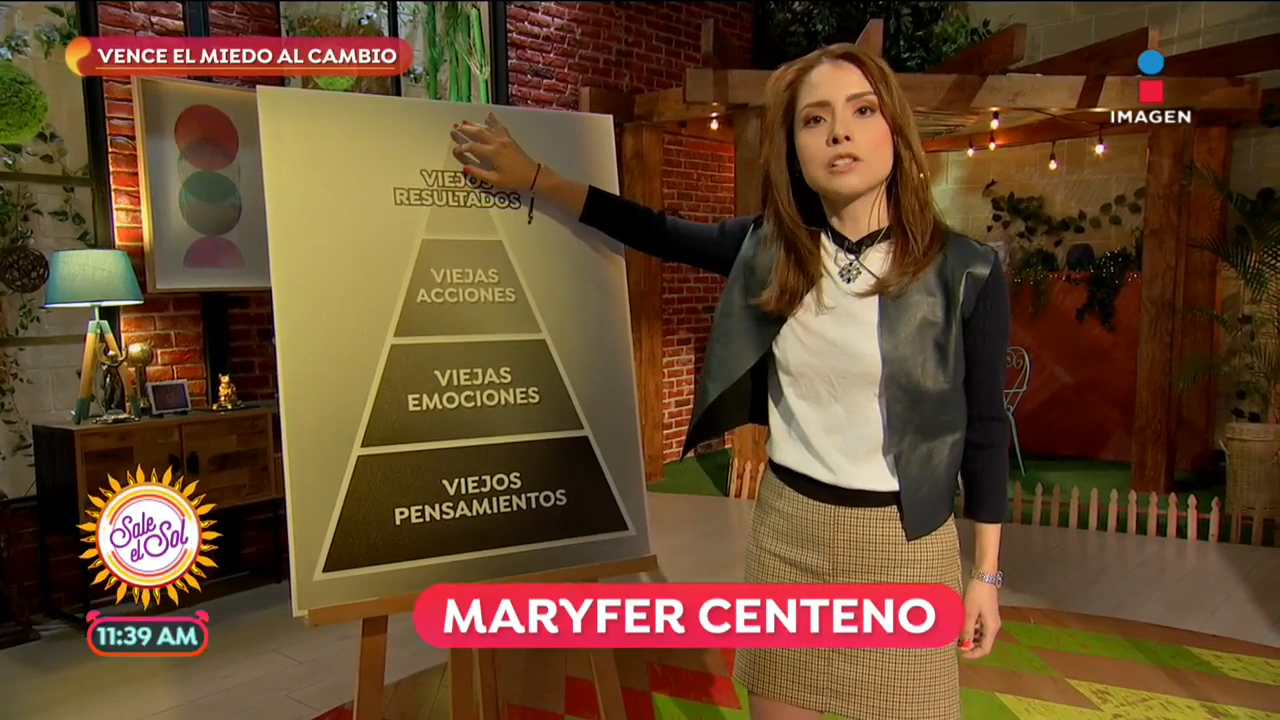 VENCE EL MIEDO AL CAMBIO
IMAGEN
VIEJOS
RESULTADOS
VIEJAS
ACCIONES
VIEJAS
EMOCIONES
VIEJOS
PENSAMIENTOS
Sale
el Sol
11:39 AM
MARYFER CENTENO